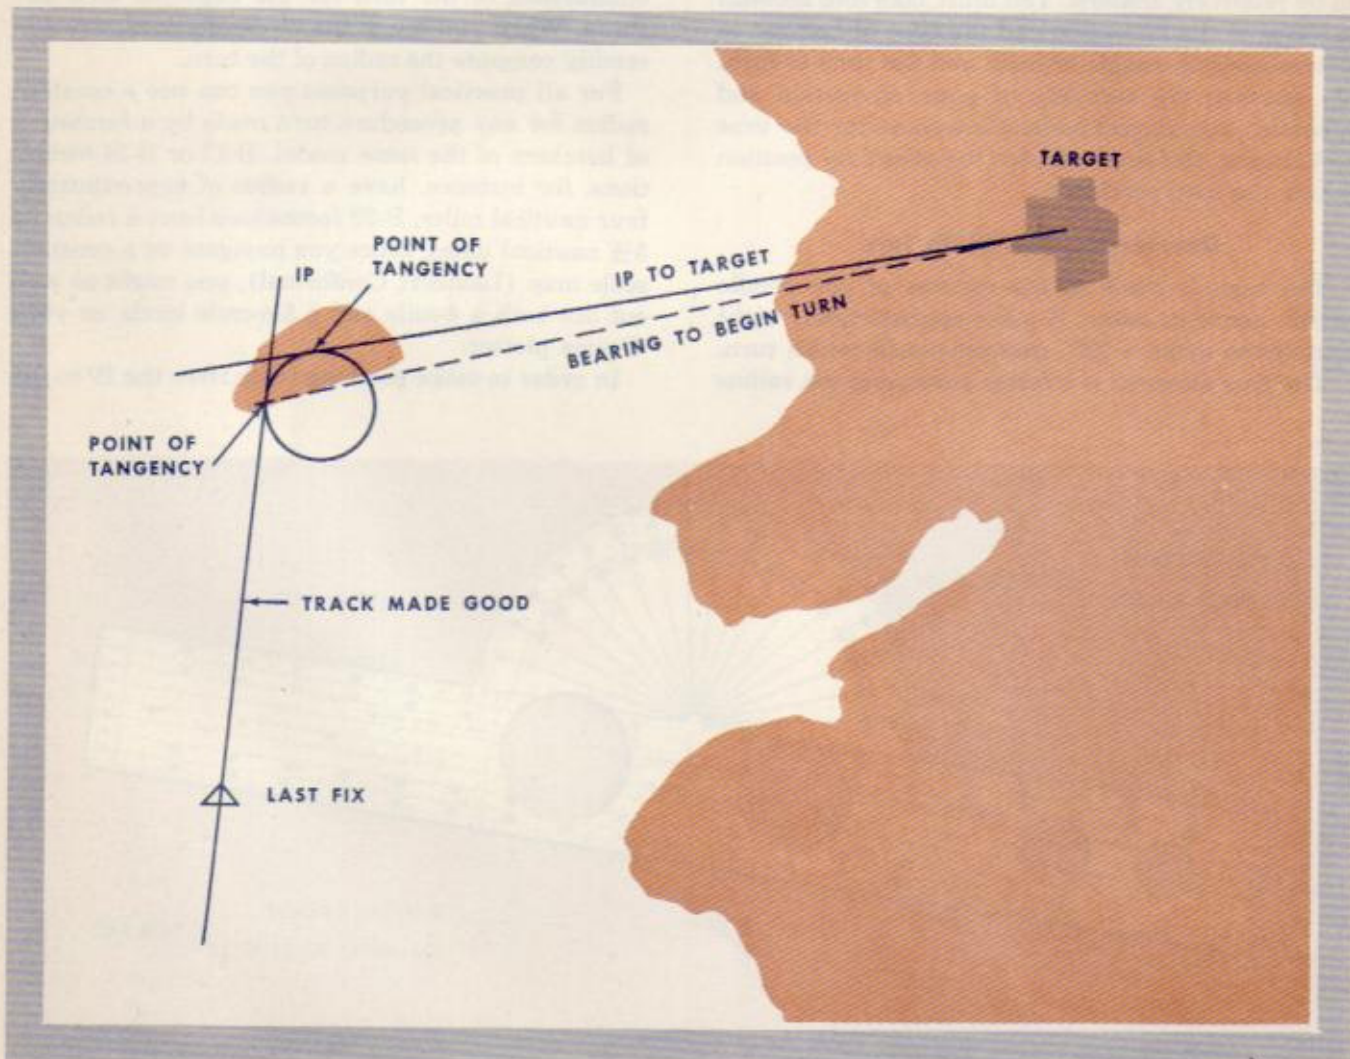 TARGET
POINT OF
TANGENCY
IP
IP TO TARGET
BEARING TO BEGIN TURN
POINT OF
TANGENCY
TRACK MADE GOOD
LAST FIX